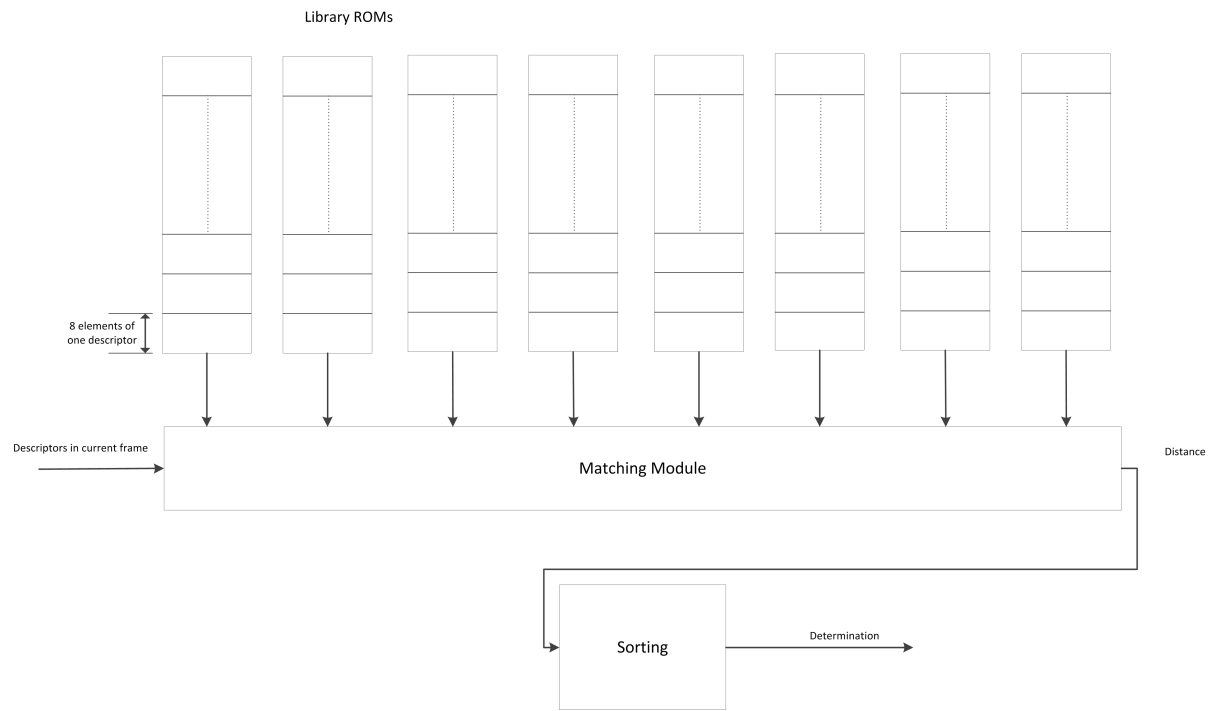 Library ROMs
8 elements of
one descriptor
Descriptors in current frame
Matching Module
Distance
Sorting
Determination